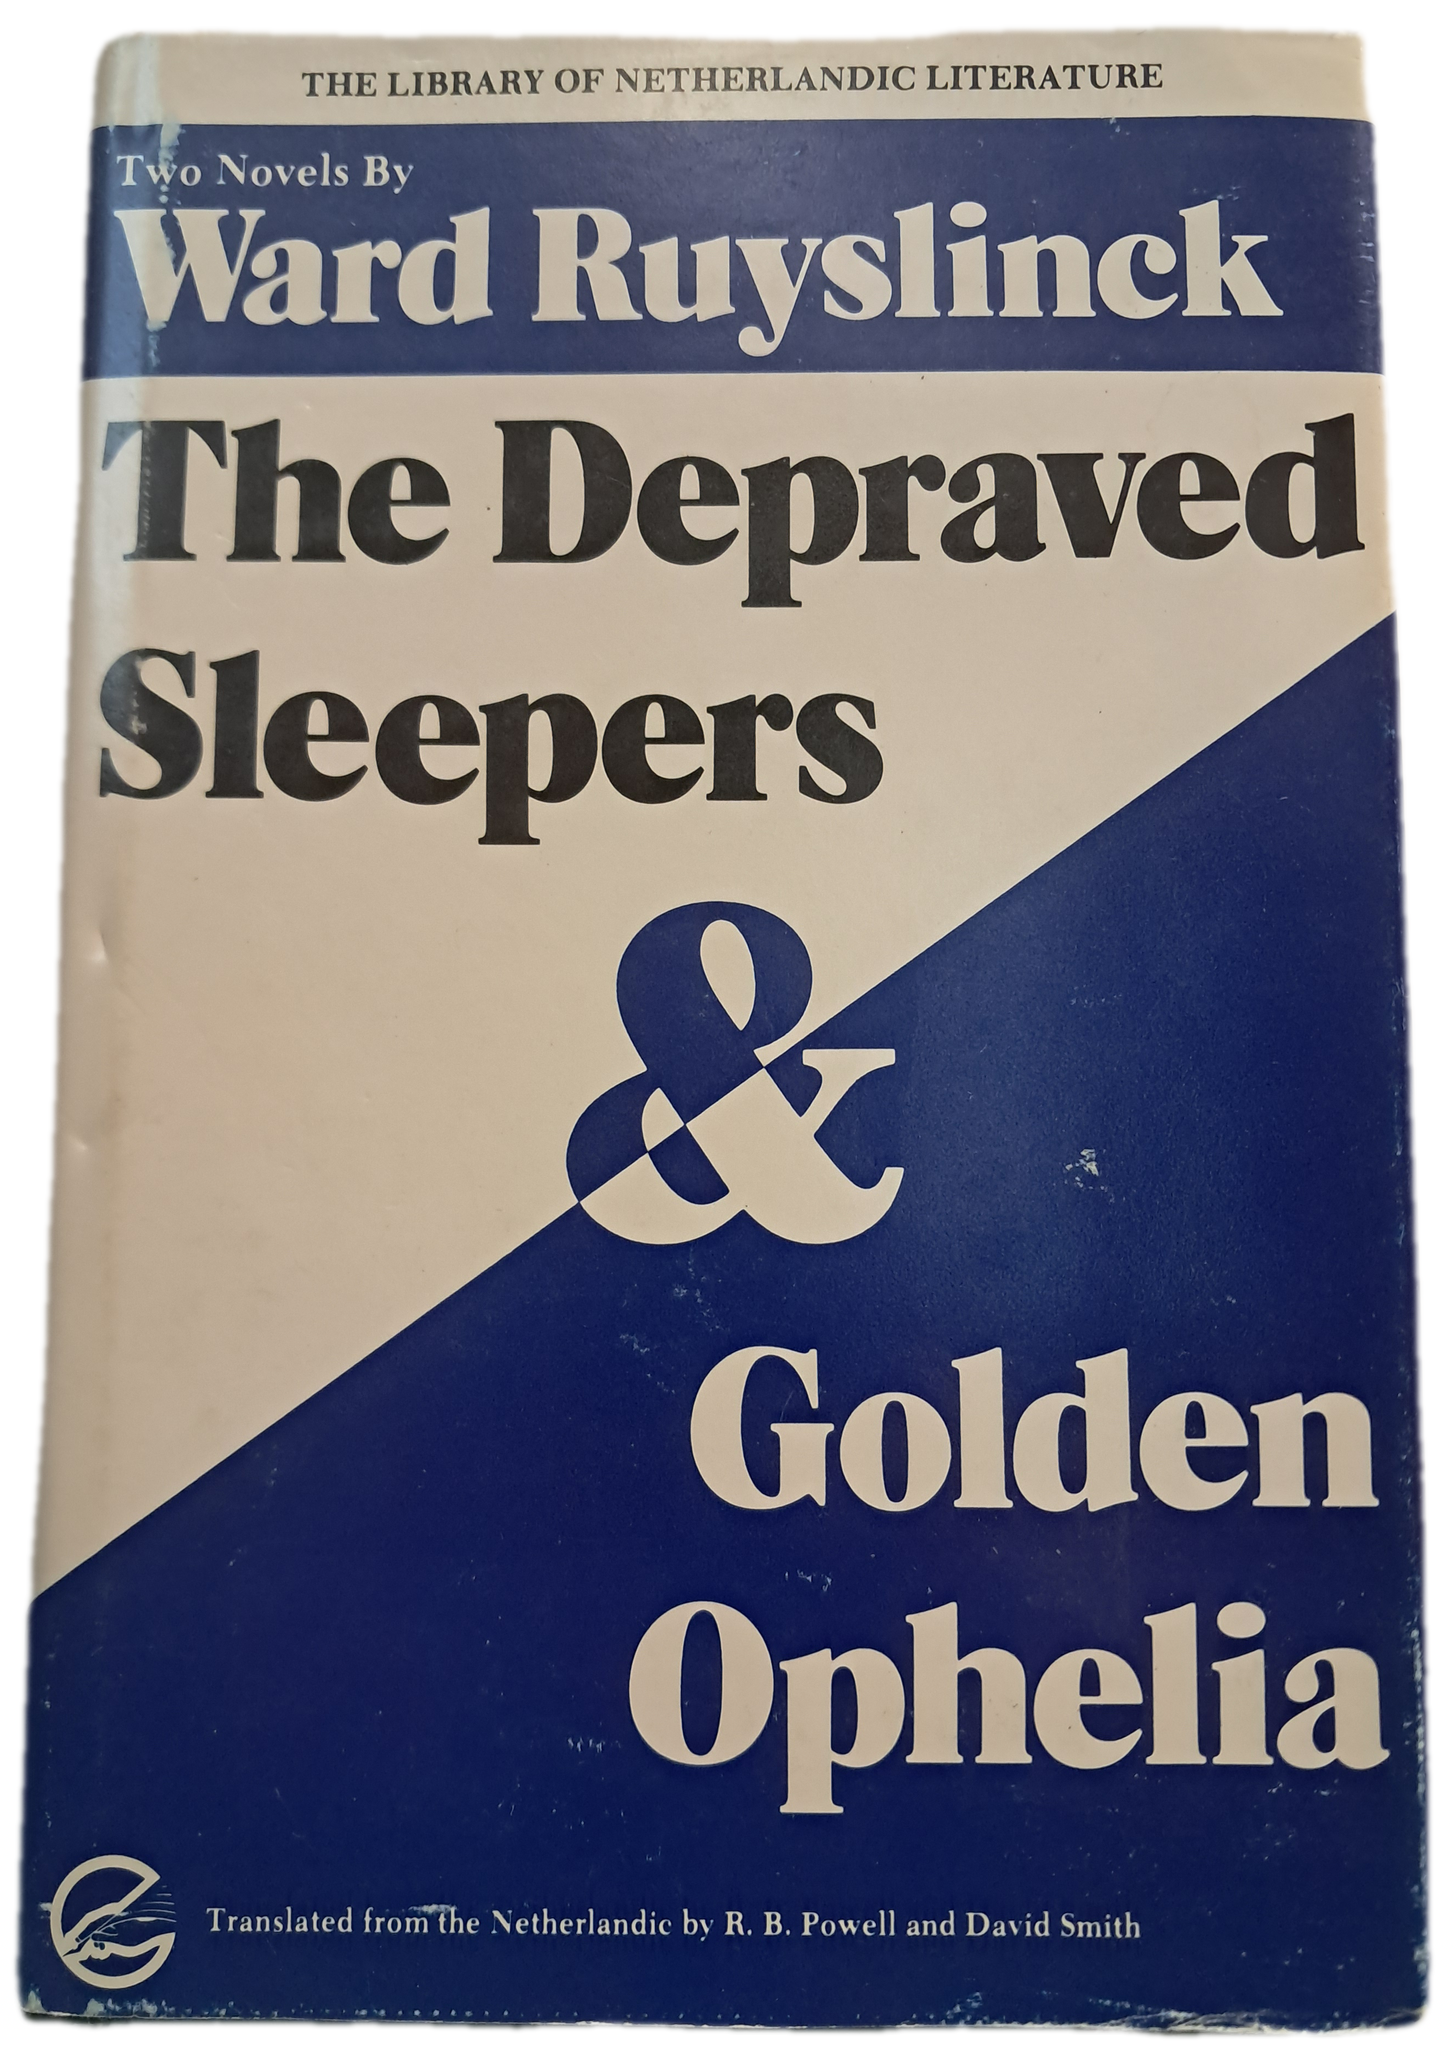 THE LIBRARY OF NETHERLANDIC LITERATURE
Two Novels By
Ward Ruyslinck
The Depraved
Sleepers
&
Golden
Ophelia
Translated from the Netherlandic by R. B. Powell and David Smith